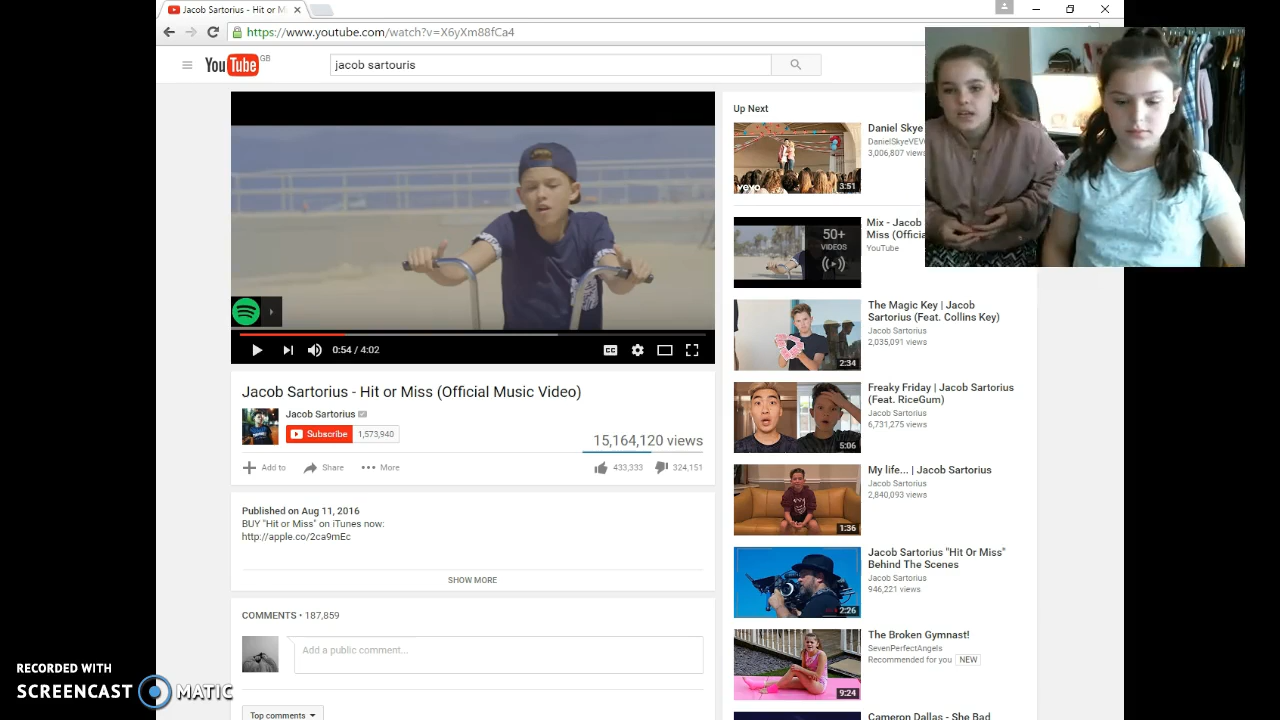 Jacob Sartorius - Hit or M
https://www.youtube.com/watch?v=X6yXm88fCa4
YouTube GB
jacob sartouris
Up Next
Daniel Skye
DanielSkyeVEV
3,006,807 views
vevo
3:51
Mix - Jacob
Miss (Officia
YouTube
50+
VIDEOS
The Magic Key | Jacob
Sartorius (Feat. Collins Key)
Jacob Sartorius
2,035,091 views
2:34
0:54 / 4:02
CC
Freaky Friday | Jacob Sartorius
(Feat. RiceGum)
Jacob Sartorius
6,731,275 views
5:06
Jacob Sartorius - Hit or Miss (Official Music Video)
Jacob Sartorius
Subscribe 1,573,940
15,164,120 views
Add to Share More 433,333 324,151
My life... | Jacob Sartorius
Jacob Sartorius
2,840,093 views
1:36
Published on Aug 11, 2016
BUY "Hit or Miss" on iTunes now:
http://apple.co/2ca9mEc
SHOW MORE
Jacob Sartorius "Hit Or Miss"
Behind The Scenes
Jacob Sartorius
946,221 views
2:26
COMMENTS • 187,859
Add a public comment...
The Broken Gymnast!
SevenPerfectAngels
Recommended for you NEW
9:24
Top comments
Cameron Dallas - She Bad
RECORDED WITH
SCREENCAST MATIC